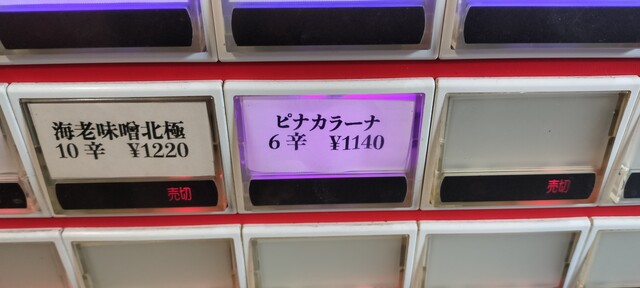 海老味噌北極
10辛 ¥1220
売切
ピナカラーナ
6辛 ¥1140
売切